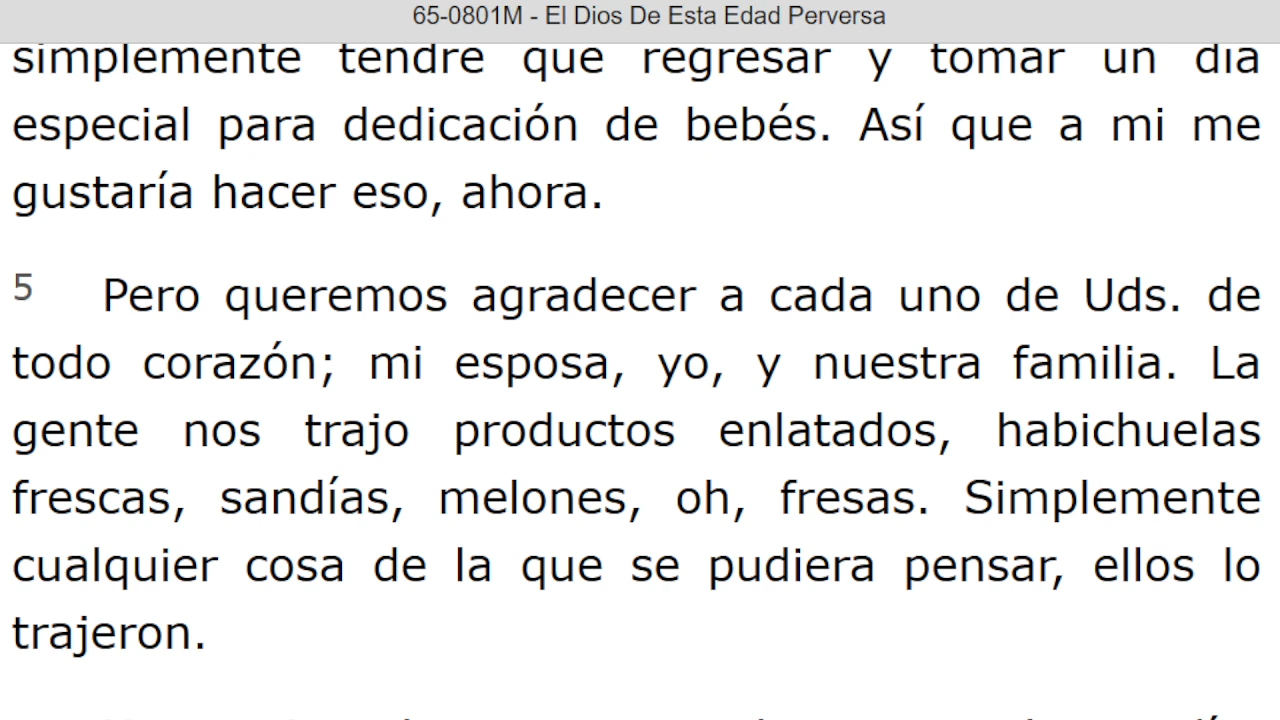 65-0801M - El Dios De Esta Edad Perversa
simplemente tendré que regresar y tomar un día
especial para dedicación de bebés. Así que a mi me
gustaría hacer eso, ahora.
5 Pero queremos agradecer a cada uno de Uds. de
todo corazón; mi esposa, yo, y nuestra familia. La
gente nos trajo productos enlatados, habichuelas
frescas, sandías, melones, oh, fresas. Simplemente
cualquier cosa de la que se pudiera pensar, ellos lo
trajeron.